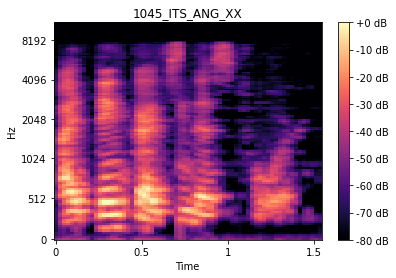 1045_ITS_ANG_XX
8192
4096
2048
1024
512
0
Hz
0
0.5
1
1.5
Time
+0 dB
-10 dB
-20 dB
-30 dB
-40 dB
-50 dB
-60 dB
-70 dB
-80 dB